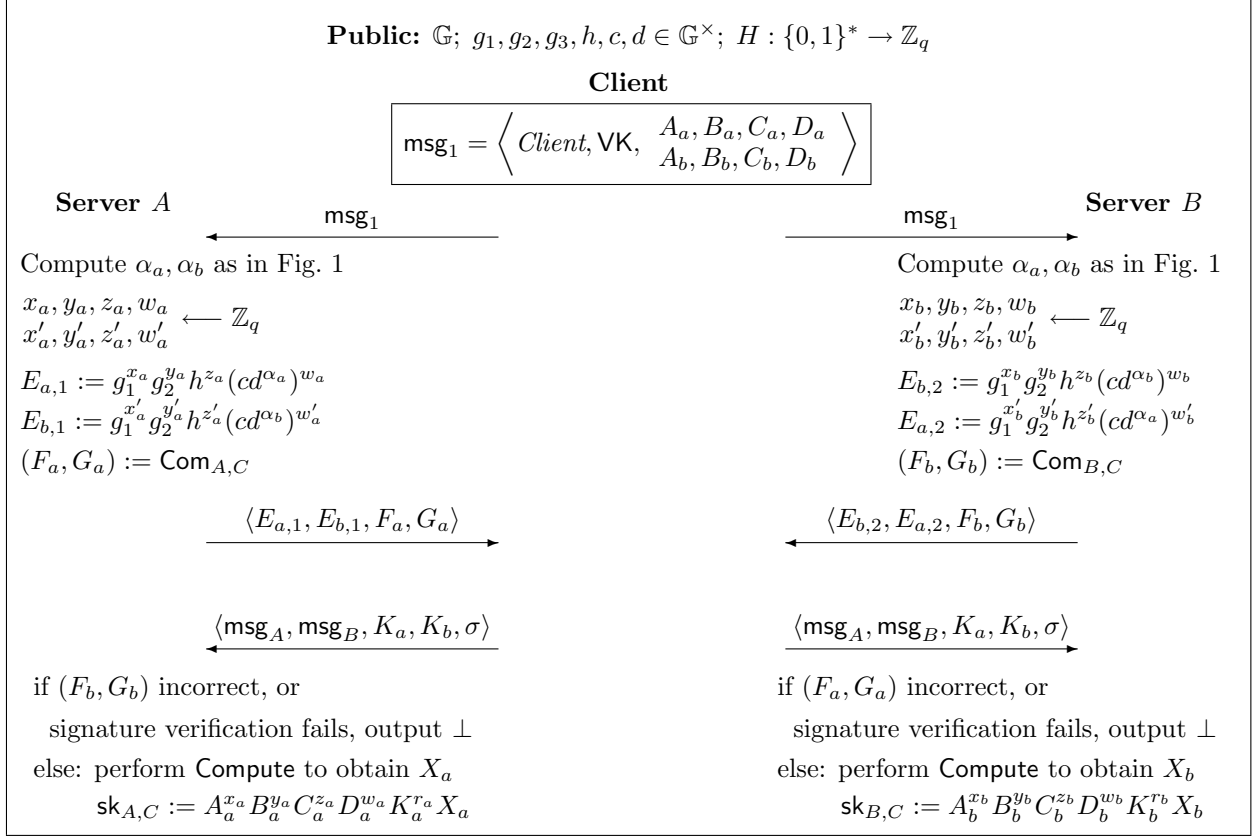 Public: 𝔾; g₁, g₂, g₃, h, c, d ∈ 𝔾^×; H : {0, 1}* → ℤ_q
Client
msg₁ = ⟨ Client, VK, A_a, B_a, C_a, D_a
A_b, B_b, C_b, D_b ⟩
Server A
Server B
msg₁
msg₁
Compute α_a, α_b as in Fig. 1
Compute α_a, α_b as in Fig. 1
x_a, y_a, z_a, w_a
x'_a, y'_a, z'_a, w'_a ⟵ ℤ_q
x_b, y_b, z_b, w_b
x'_b, y'_b, z'_b, w'_b ⟵ ℤ_q
E_{a,1} := g_1^{x_a} g_2^{y_a} h^{z_a} (cd^{α_a})^{w_a}
E_{b,2} := g_1^{x_b} g_2^{y_b} h^{z_b} (cd^{α_b})^{w_b}
E_{b,1} := g_1^{x'_a} g_2^{y'_a} h^{z'_a} (cd^{α_b})^{w'_a}
E_{a,2} := g_1^{x'_b} g_2^{y'_b} h^{z'_b} (cd^{α_a})^{w'_b}
(F_a, G_a) := Com_{A,C}
(F_b, G_b) := Com_{B,C}
⟨E_{a,1}, E_{b,1}, F_a, G_a⟩
⟨E_{b,2}, E_{a,2}, F_b, G_b⟩
⟨msg_A, msg_B, K_a, K_b, σ⟩
⟨msg_A, msg_B, K_a, K_b, σ⟩
if (F_b, G_b) incorrect, or
signature verification fails, output ⊥
else: perform Compute to obtain X_a
sk_{A,C} := A_a^{x_a} B_a^{y_a} C_a^{z_a} D_a^{w_a} K_a^{r_a} X_a
if (F_a, G_a) incorrect, or
signature verification fails, output ⊥
else: perform Compute to obtain X_b
sk_{B,C} := A_b^{x_b} B_b^{y_b} C_b^{z_b} D_b^{w_b} K_b^{r_b} X_b